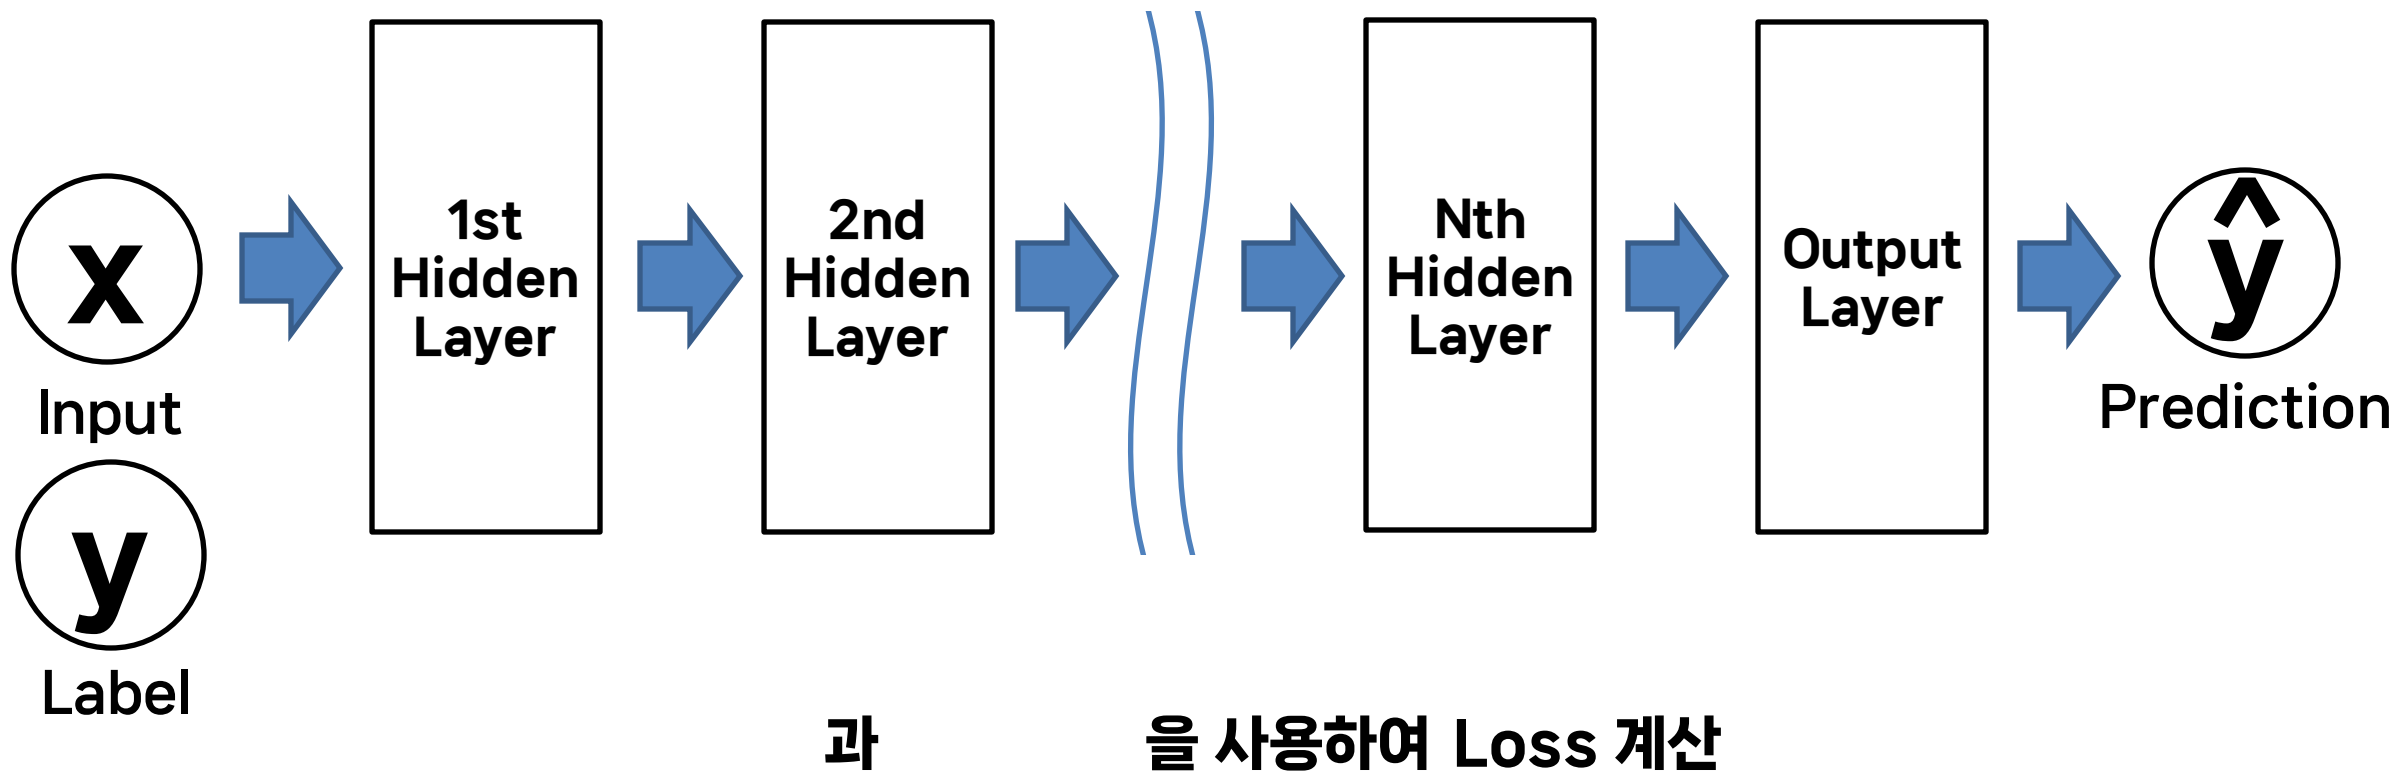 x
Input
y
Label
1st
Hidden
Layer
2nd
Hidden
Layer
Nth
Hidden
Layer
Output
Layer
ŷ
Prediction
과 을 사용하여 Loss 계산